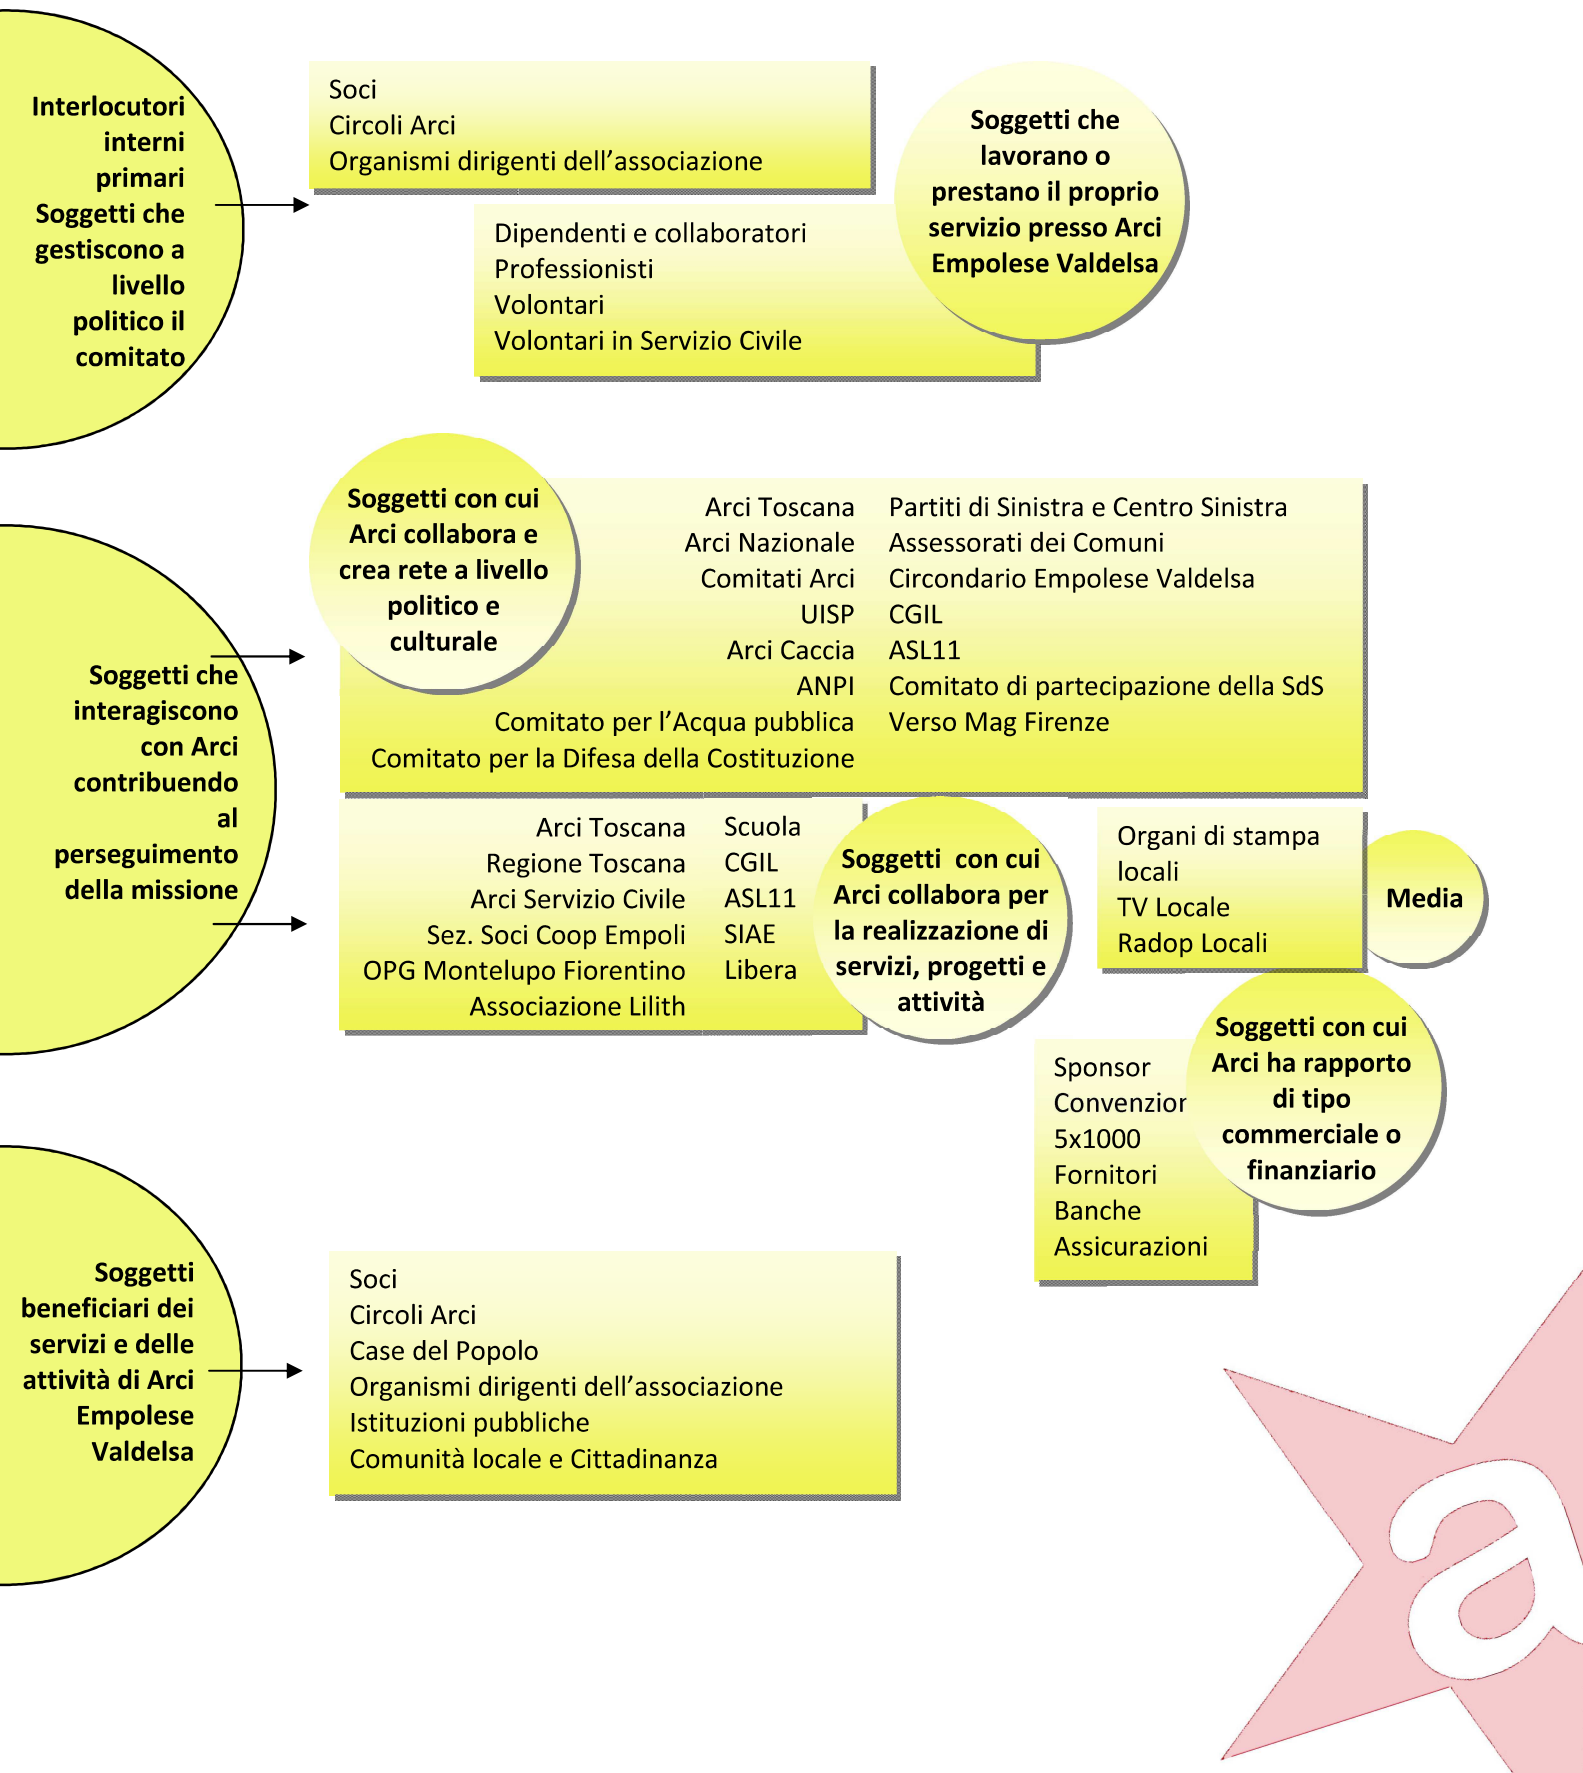 Interlocutori
interni
primari
Soggetti che
gestiscono a
livello
politico il
comitato
Soci
Circoli Arci
Organismi dirigenti dell’associazione
Dipendenti e collaboratori
Professionisti
Volontari
Volontari in Servizio Civile
Soggetti che
lavorano o
prestano il proprio
servizio presso Arci
Empolese Valdelsa
Soggetti che
interagiscono
con Arci
contribuendo
al
perseguimento
della missione
Soggetti con cui
Arci collabora e
crea rete a livello
politico e
culturale
Arci Toscana
Arci Nazionale
Comitati Arci
UISP
Arci Caccia
ANPI
Comitato per l’Acqua pubblica
Comitato per la Difesa della Costituzione
Partiti di Sinistra e Centro Sinistra
Assessorati dei Comuni
Circondario Empolese Valdelsa
CGIL
ASL11
Comitato di partecipazione della SdS
Verso Mag Firenze
Arci Toscana
Regione Toscana
Arci Servizio Civile
Sez. Soci Coop Empoli
OPG Montelupo Fiorentino
Associazione Lilith
Scuola
CGIL
ASL11
SIAE
Libera
Soggetti con cui
Arci collabora per
la realizzazione di
servizi, progetti e
attività
Organi di stampa
locali
TV Locale
Radop Locali
Media
Sponsor
Convenzior
5x1000
Fornitori
Banche
Assicurazioni
Soggetti con cui
Arci ha rapporto
di tipo
commerciale o
finanziario
Soggetti
beneficiari dei
servizi e delle
attività di Arci
Empolese
Valdelsa
Soci
Circoli Arci
Case del Popolo
Organismi dirigenti dell’associazione
Istituzioni pubbliche
Comunità locale e Cittadinanza
a